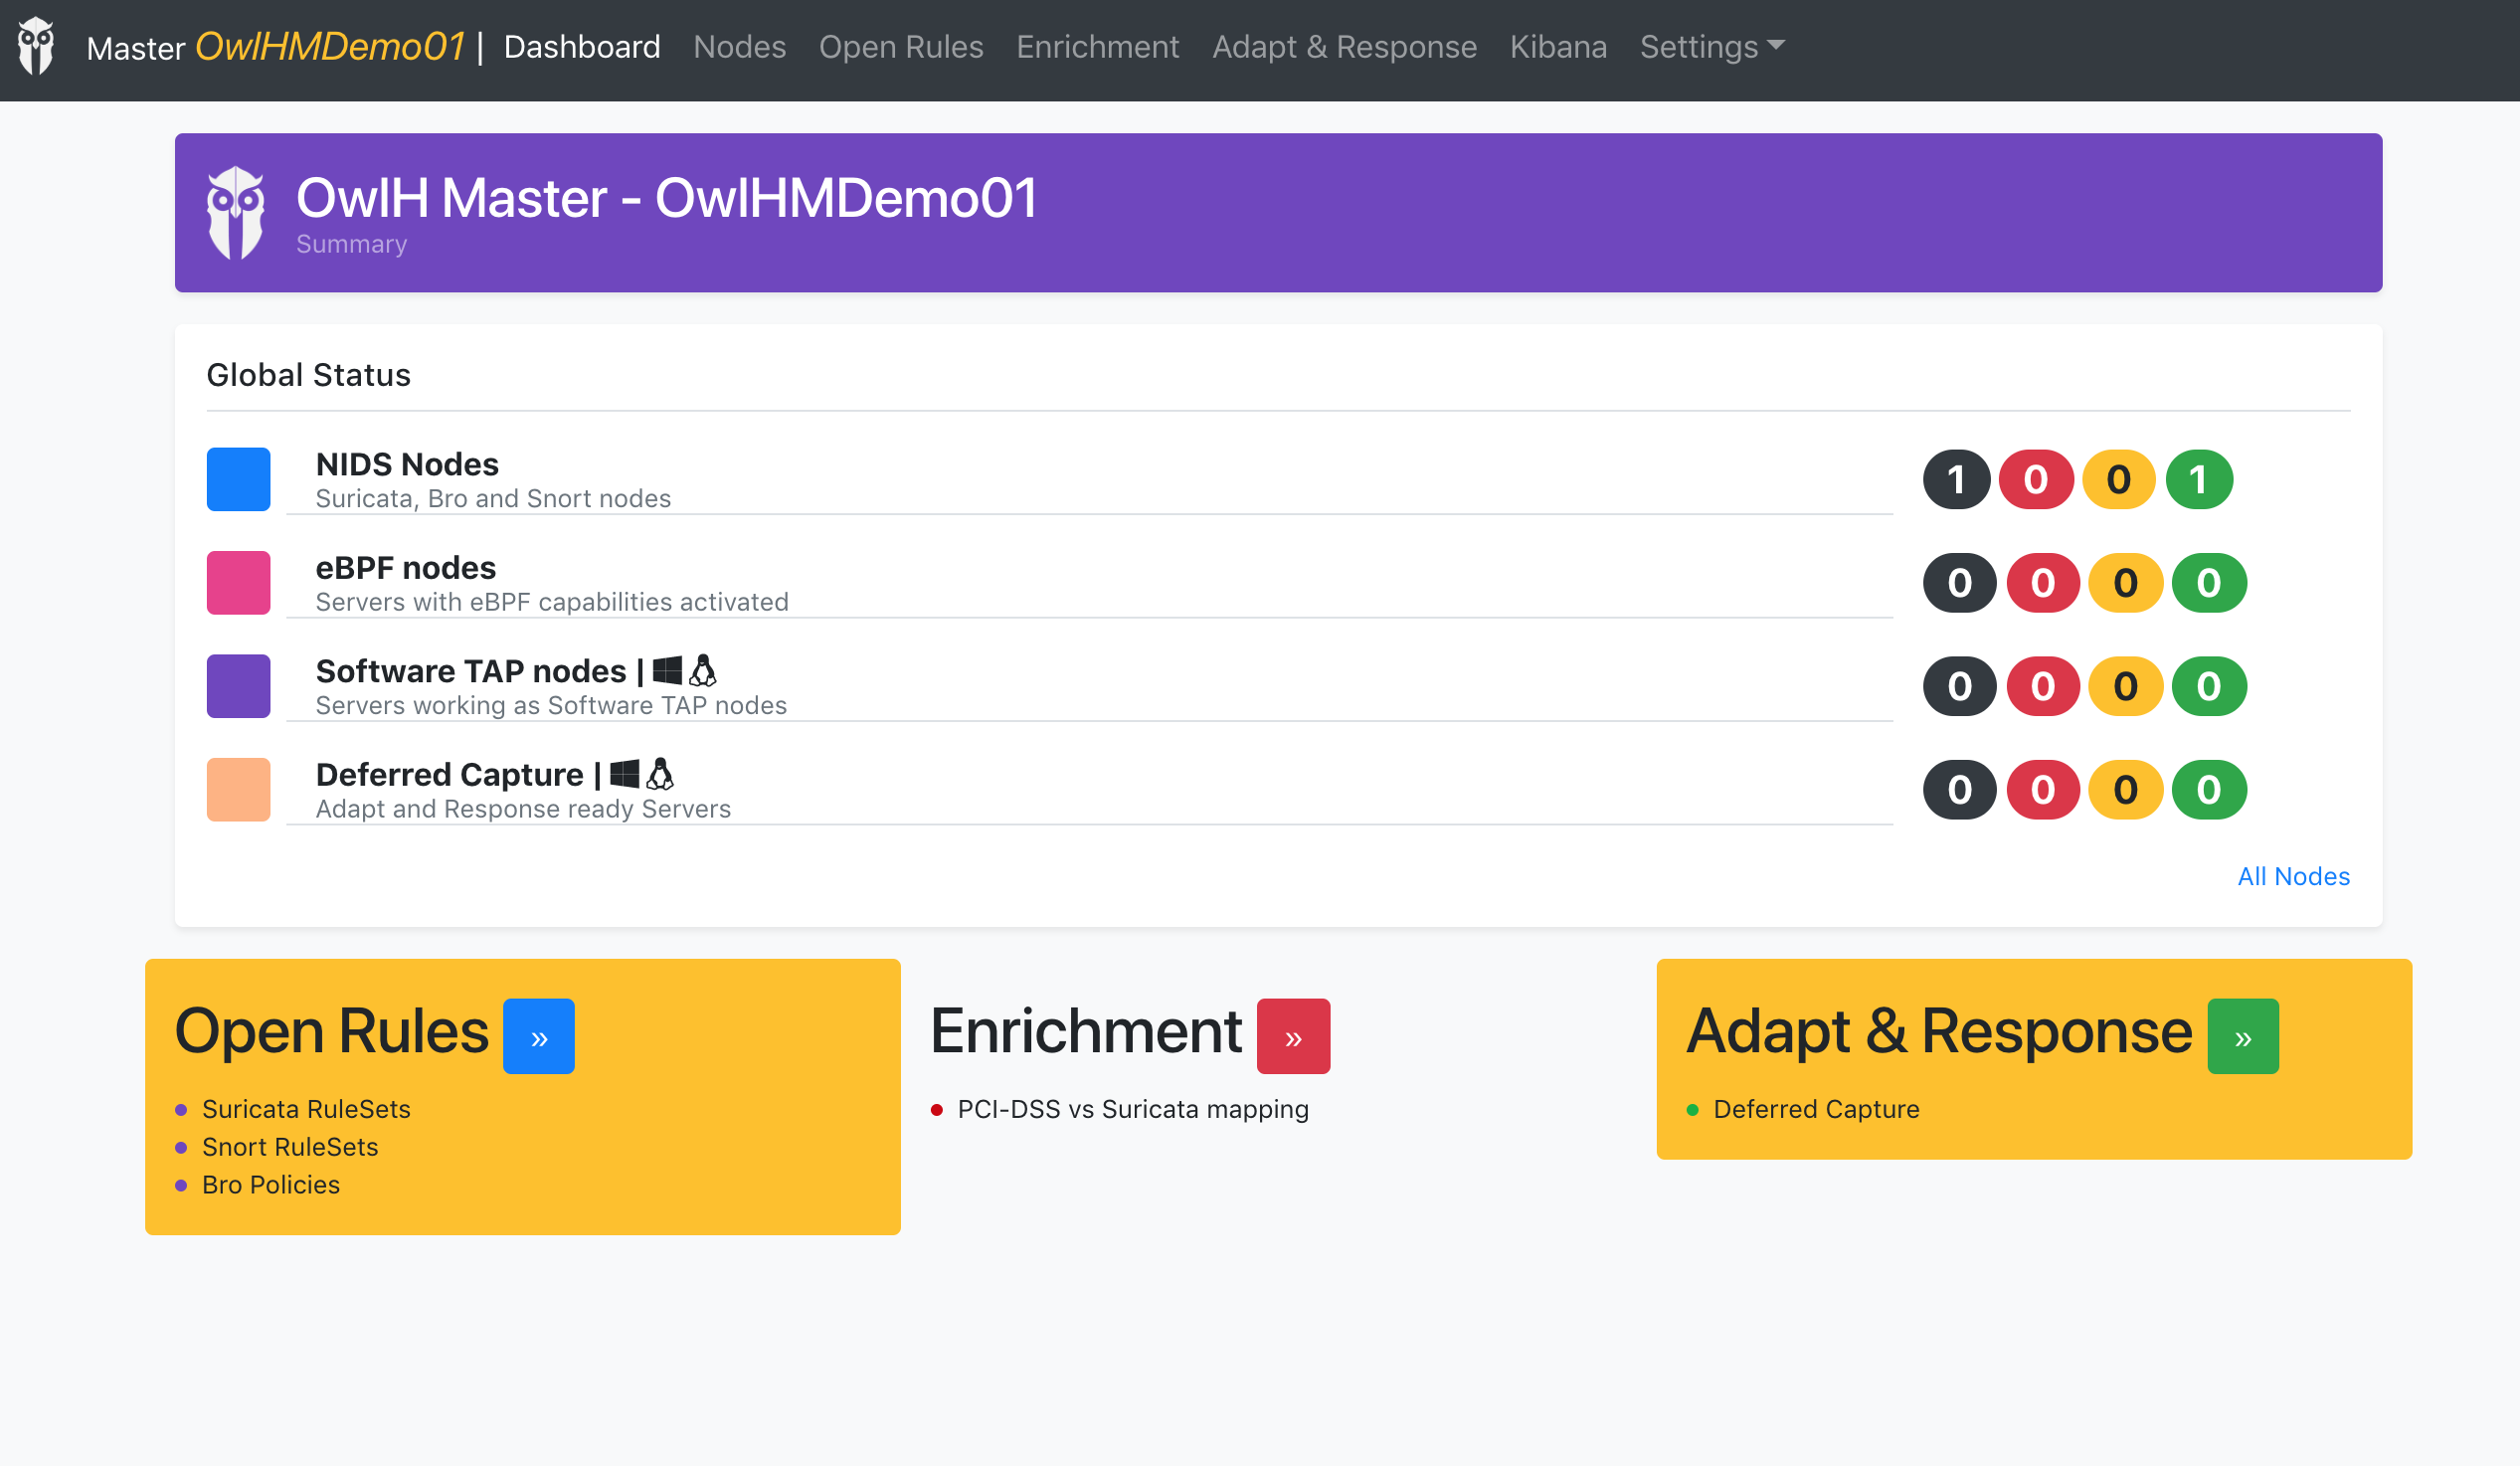 Master OwlHMDemo01 | Dashboard Nodes Open Rules Enrichment Adapt & Response Kibana Settings
OwlH Master - OwlHMDemo01
Summary
Global Status
NIDS Nodes
Suricata, Bro and Snort nodes
1 0 0 1
eBPF nodes
Servers with eBPF capabilities activated
0 0 0 0
Software TAP nodes |
Servers working as Software TAP nodes
0 0 0 0
Deferred Capture |
Adapt and Response ready Servers
0 0 0 0
All Nodes
Open Rules »
Suricata RuleSets
Snort RuleSets
Bro Policies
Enrichment »
PCI-DSS vs Suricata mapping
Adapt & Response »
Deferred Capture